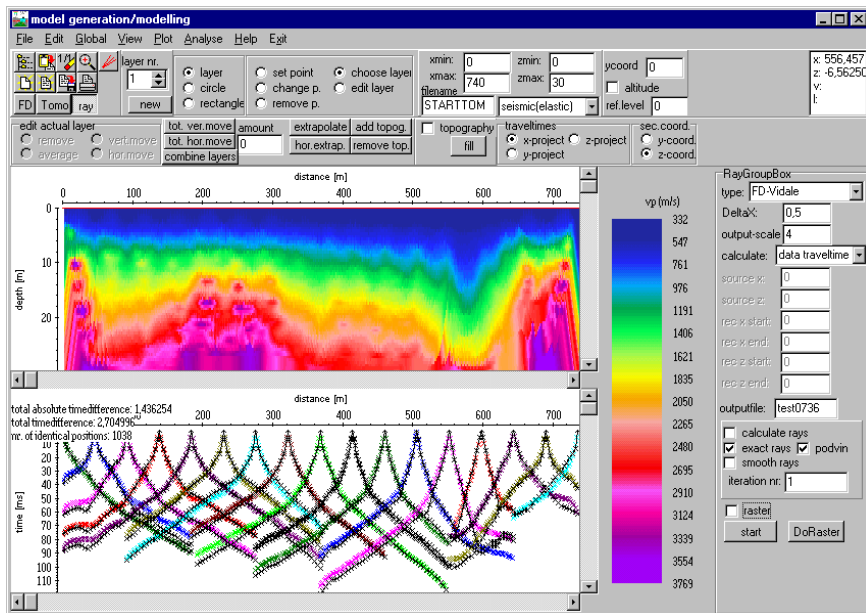 model generation/modelling
File Edit Global View Plot Analyse Help Exit
layer nr.
1
new
FD Tomo ray
layer
circle
rectangle
set point
change p.
remove p.
choose layer
edit layer
xmin: 0
xmax: 740
zmin: 0
zmax: 30
filename
STARTTOM
seismic(elastic)
ycoord 0
altitude
ref.level 0
x: 556,457
z: -6,56250
v:
l:
edit actual layer
remove
average
vert.move
hor.move
tot. ver.move
tot. hor.move
combine layers
amount
0
extrapolate
hor.extrap.
add topog.
remove top.
topography
fill
traveltimes
x-project
z-project
y-project
sec.coord.
y-coord.
z-coord.
distance [m]
0 100 200 300 400 500 600 700
depth [m]
0
10
20
vp (m/s)
332
547
761
976
1191
1406
1621
1835
2050
2265
2480
2695
2910
3124
3339
3554
3769
distance [m]
total absolute timedifference: 1,436254
total timedifference: 2,704996
nr. of identical positions: 1038
200 300 400 500 600 700
time [ns]
40
50
60
70
80
90
100
110
RayGroupBox
type: FD-Vidale
DeltaX: 0,5
output-scale 4
calculate: data traveltime
source x: 0
source z: 0
rec x start: 0
rec x end: 0
rec z start: 0
rec z end: 0
outputfile: test0736
calculate rays
exact rays
podvin
smooth rays
iteration nr: 1
raster
start
DoRaster